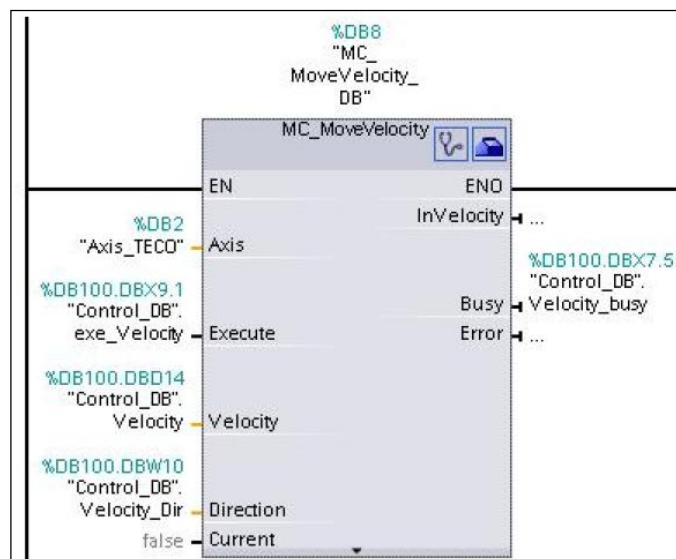 %DB8
"MC_
MoveVelocity_
DB"
MC_MoveVelocity
EN
ENO
InVelocity
...
%DB2
"Axis_TECO"
Axis
%DB100.DBX7.5
"Control_DB".
Velocity_busy
Busy
%DB100.DBX9.1
"Control_DB".
exe_Velocity
Execute
Error
...
%DB100.DBD14
"Control_DB".
Velocity
Velocity
%DB100.DBW10
"Control_DB".
Velocity_Dir
Direction
false
Current